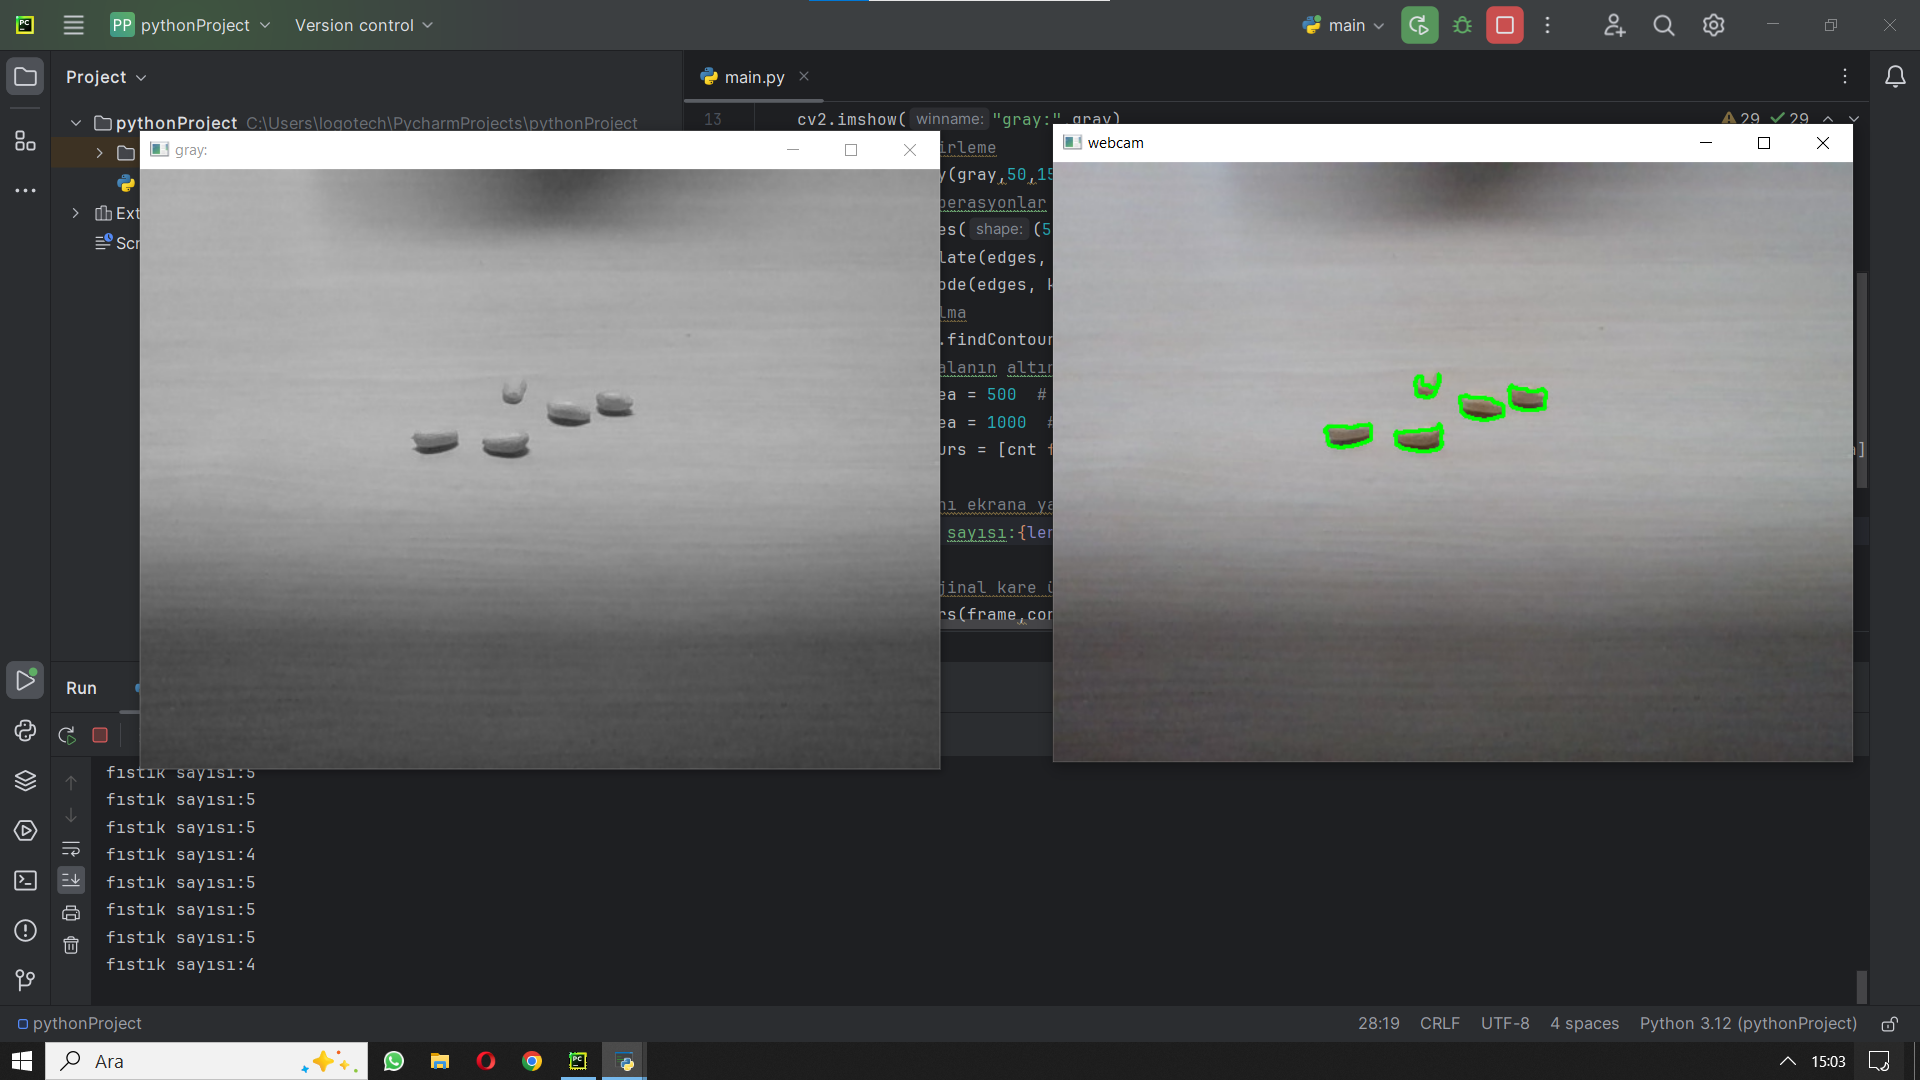 PP pythonProject Version control main
Project
main.py
pythonProject C:\Users\logotech\PycharmProjects\pythonProject
13 cv2.imshow( winname: "gray:",gray)
29 29
gray:
webcam
Ext
Scr
irleme
y(gray,50,15
perasyonlar
es( shape: (5
late(edges,
ode(edges, k
lma
.findContour
alanın altın
ea = 500 #
ea = 1000 #
urs = [cnt f
]
nı ekrana ya
sayısı:{len
jinal kare ü
rs(frame,con
Run
fıstık sayısı:5
fıstık sayısı:5
fıstık sayısı:5
fıstık sayısı:4
fıstık sayısı:5
fıstık sayısı:5
fıstık sayısı:5
fıstık sayısı:4
pythonProject
28:19 CRLF UTF-8 4 spaces Python 3.12 (pythonProject)
Ara
15:03